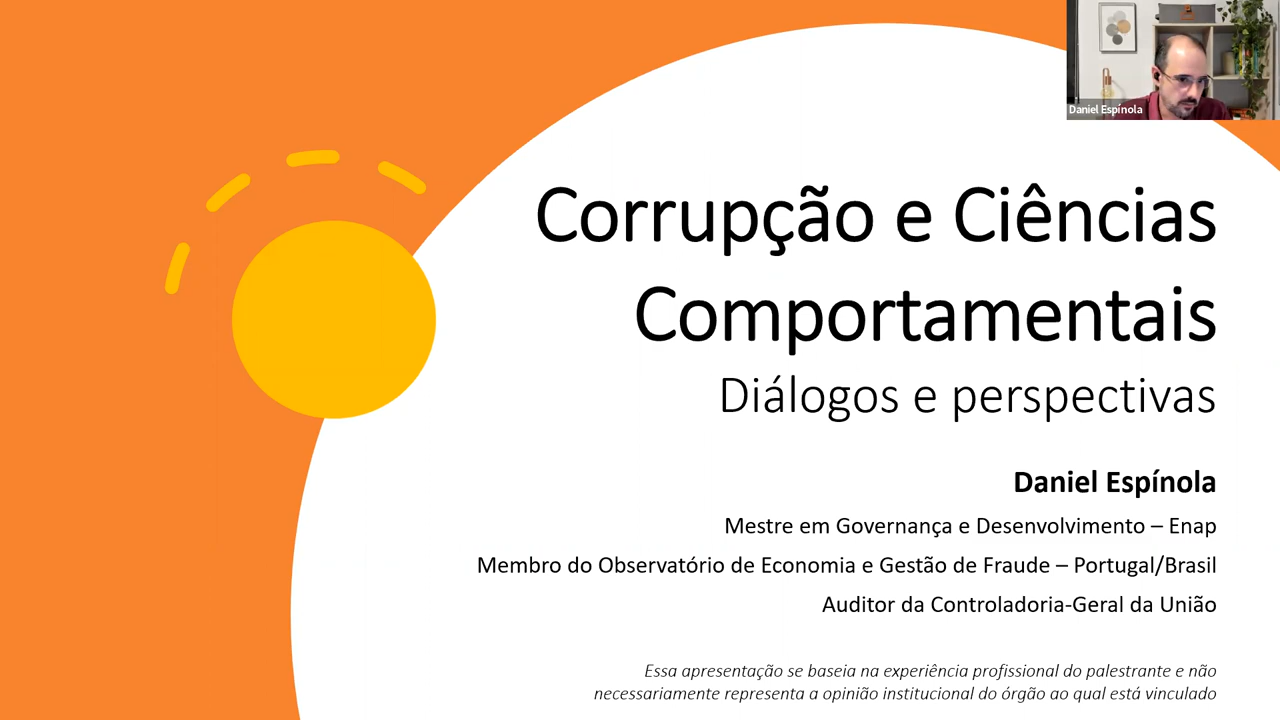 Daniel Espínola
Corrupção e Ciências
Comportamentais
Diálogos e perspectivas
Daniel Espínola
Mestre em Governança e Desenvolvimento – Enap
Membro do Observatório de Economia e Gestão de Fraude – Portugal/Brasil
Auditor da Controladoria-Geral da União
Essa apresentação se baseia na experiência profissional do palestrante e não
necessariamente representa a opinião institucional do órgão ao qual está vinculado